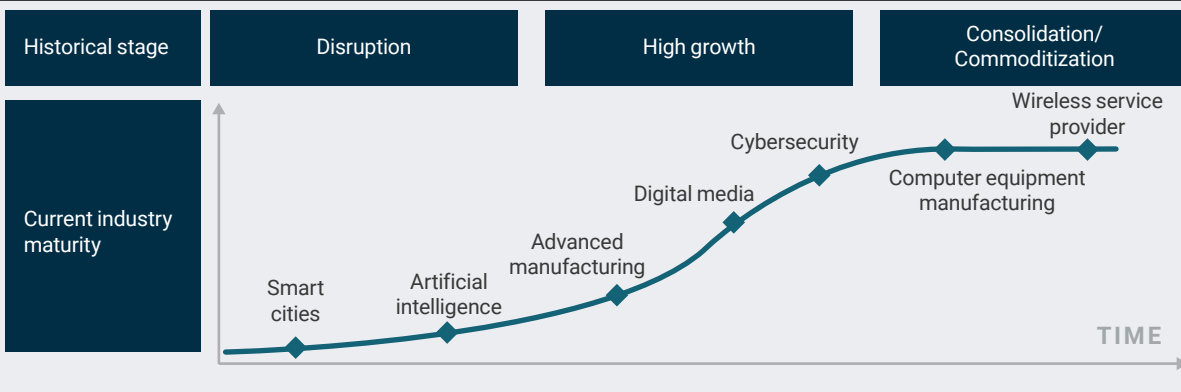 Historical stage
Disruption
High growth
Consolidation/
Commoditization
Current industry
maturity
Smart
cities
Artificial
intelligence
Advanced
manufacturing
Digital media
Cybersecurity
Computer equipment
manufacturing
Wireless service
provider
TIME